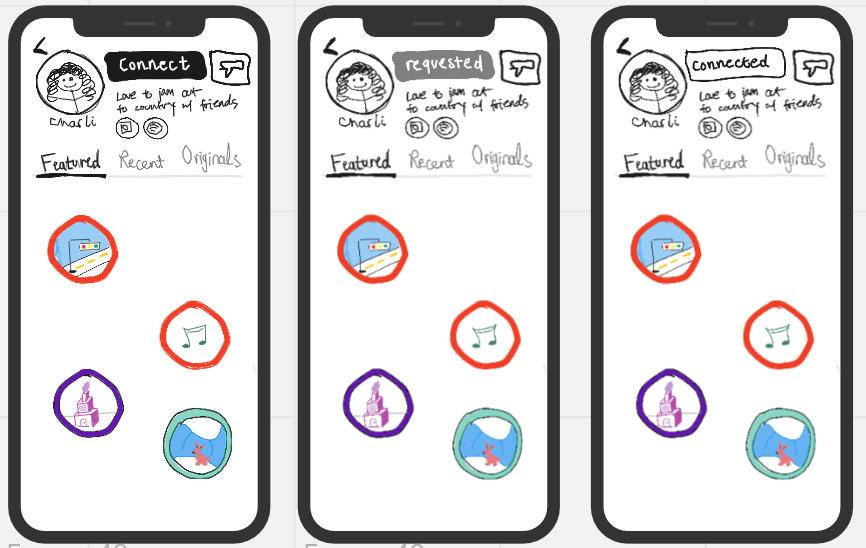 Connect
Love to jam out
to country w/ friends
Charli
Featured Recent Originals
requested
Love to jam out
to country w/ friends
Charli
Featured Recent Originals
connected
Love to jam out
to country w/ friends
Charli
Featured Recent Originals